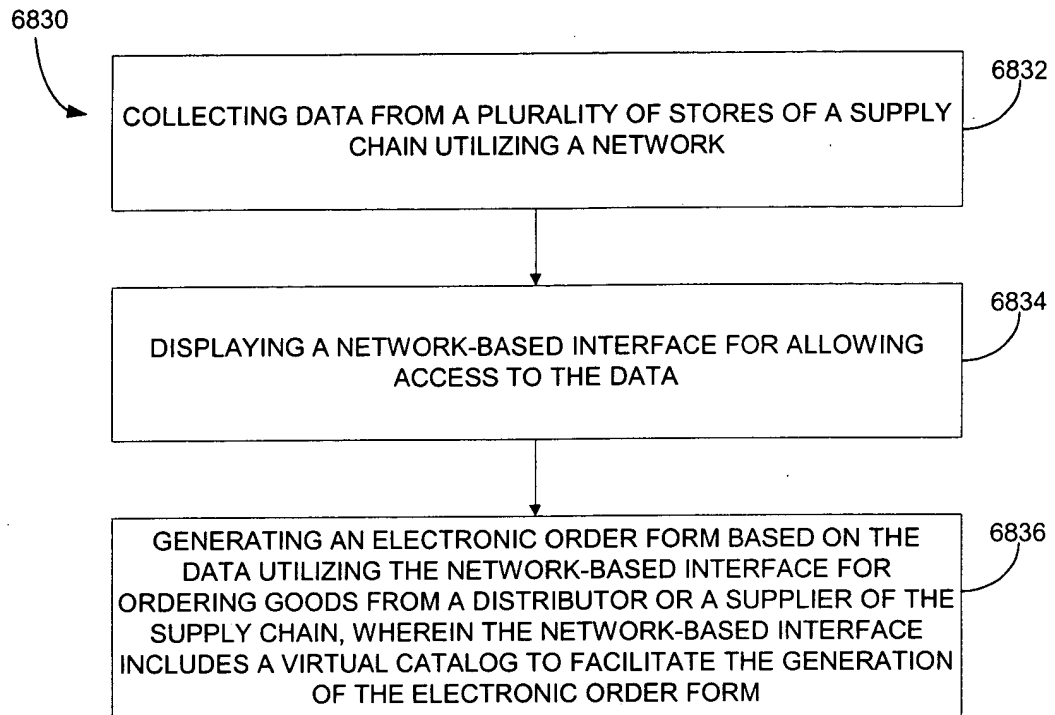 6830
6832
COLLECTING DATA FROM A PLURALITY OF STORES OF A SUPPLY
CHAIN UTILIZING A NETWORK
6834
DISPLAYING A NETWORK-BASED INTERFACE FOR ALLOWING
ACCESS TO THE DATA
6836
GENERATING AN ELECTRONIC ORDER FORM BASED ON THE
DATA UTILIZING THE NETWORK-BASED INTERFACE FOR
ORDERING GOODS FROM A DISTRIBUTOR OR A SUPPLIER OF THE
SUPPLY CHAIN, WHEREIN THE NETWORK-BASED INTERFACE
INCLUDES A VIRTUAL CATALOG TO FACILITATE THE GENERATION
OF THE ELECTRONIC ORDER FORM